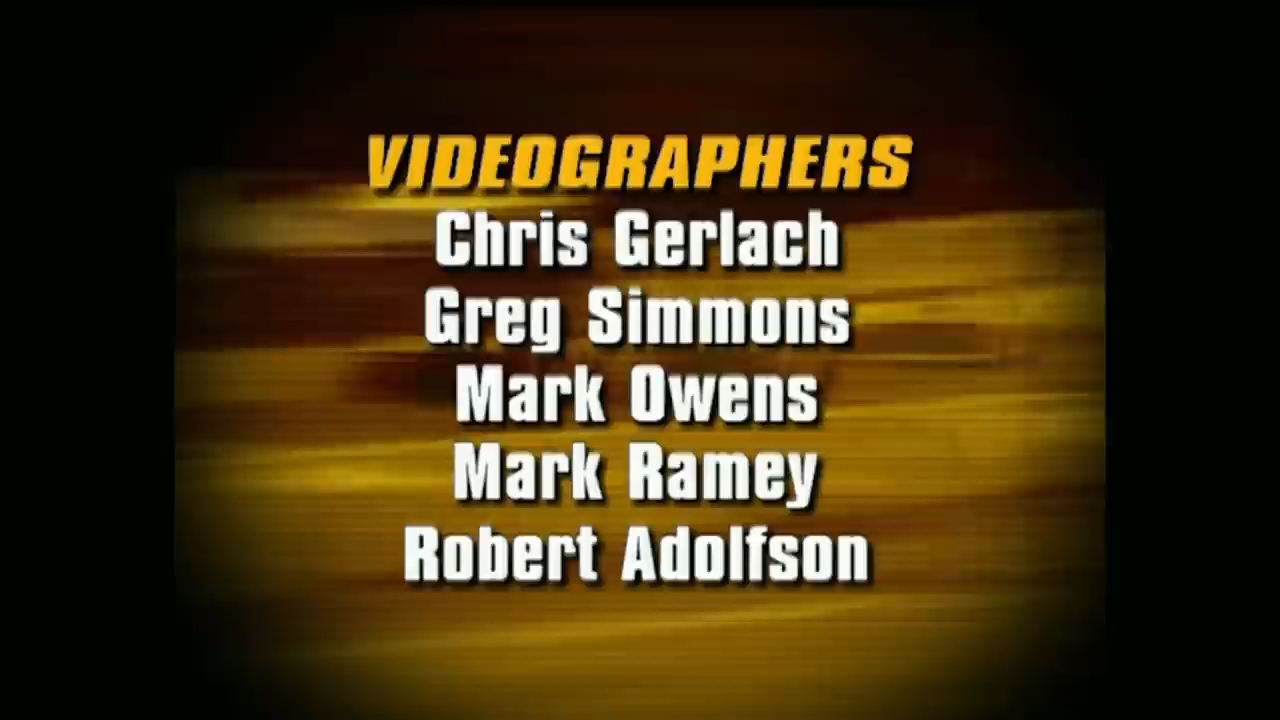 VIDEOGRAPHERS
Chris Gerlach
Greg Simmons
Mark Owens
Mark Ramey
Robert Adolfson